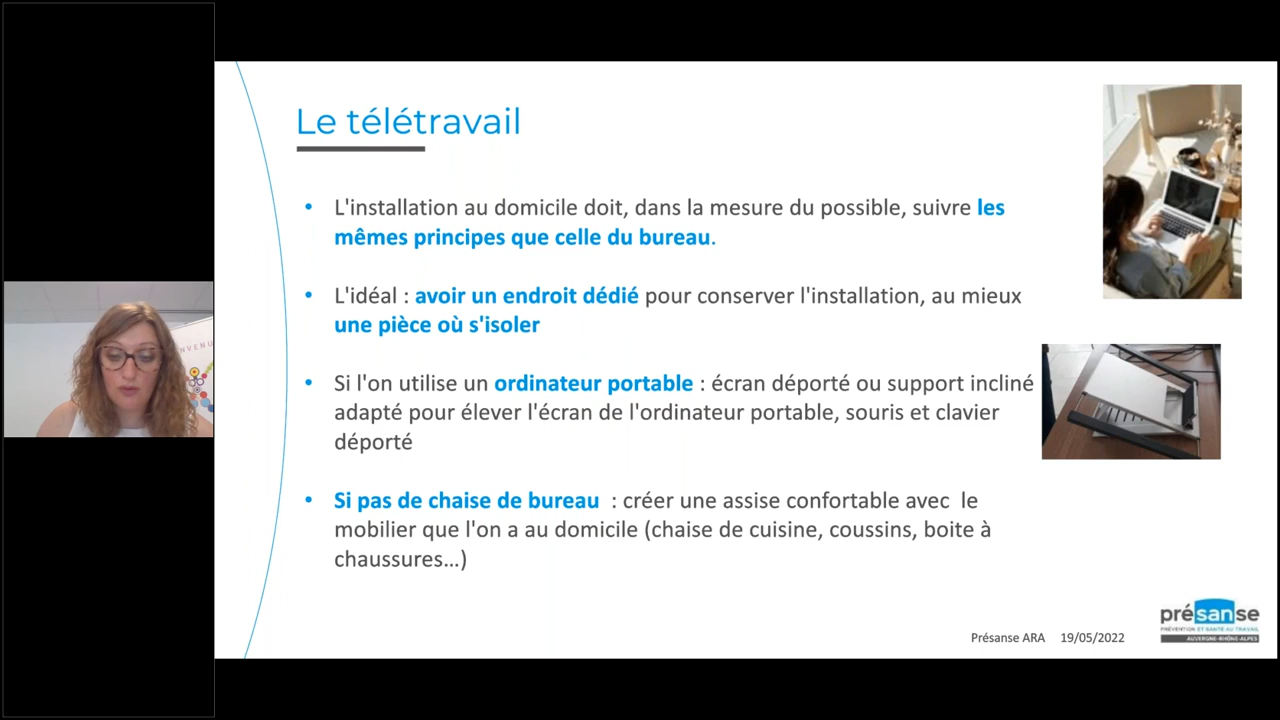 Le télétravail
• L'installation au domicile doit, dans la mesure du possible, suivre les
mêmes principes que celle du bureau.
• L'idéal : avoir un endroit dédié pour conserver l'installation, au mieux
une pièce où s'isoler
• Si l'on utilise un ordinateur portable : écran déporté ou support incliné
adapté pour élever l'écran de l'ordinateur portable, souris et clavier
déporté
• Si pas de chaise de bureau : créer une assise confortable avec le
mobilier que l'on a au domicile (chaise de cuisine, coussins, boite à
chaussures...)
Présanse ARA 19/05/2022
présanse
PRÉVENTION ET SANTÉ AU TRAVAIL
AUVERGNE-RHÔNE-ALPES